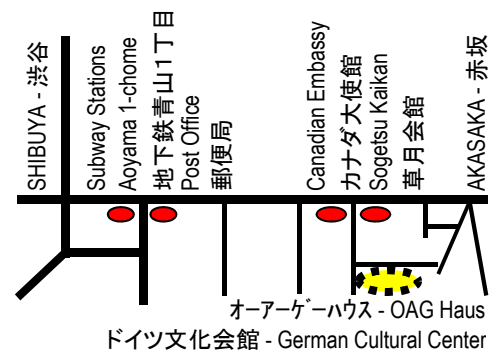 SHIBUYA - 渋谷
Subway Stations
Aoyama 1-chome
地下鉄青山1丁目
Post Office
郵便局
Canadian Embassy
カナダ大使館
Sogetsu Kaikan
草月会館
AKASAKA - 赤坂
オーアーゲーハウス - OAG Haus
ドイツ文化会館 - German Cultural Center